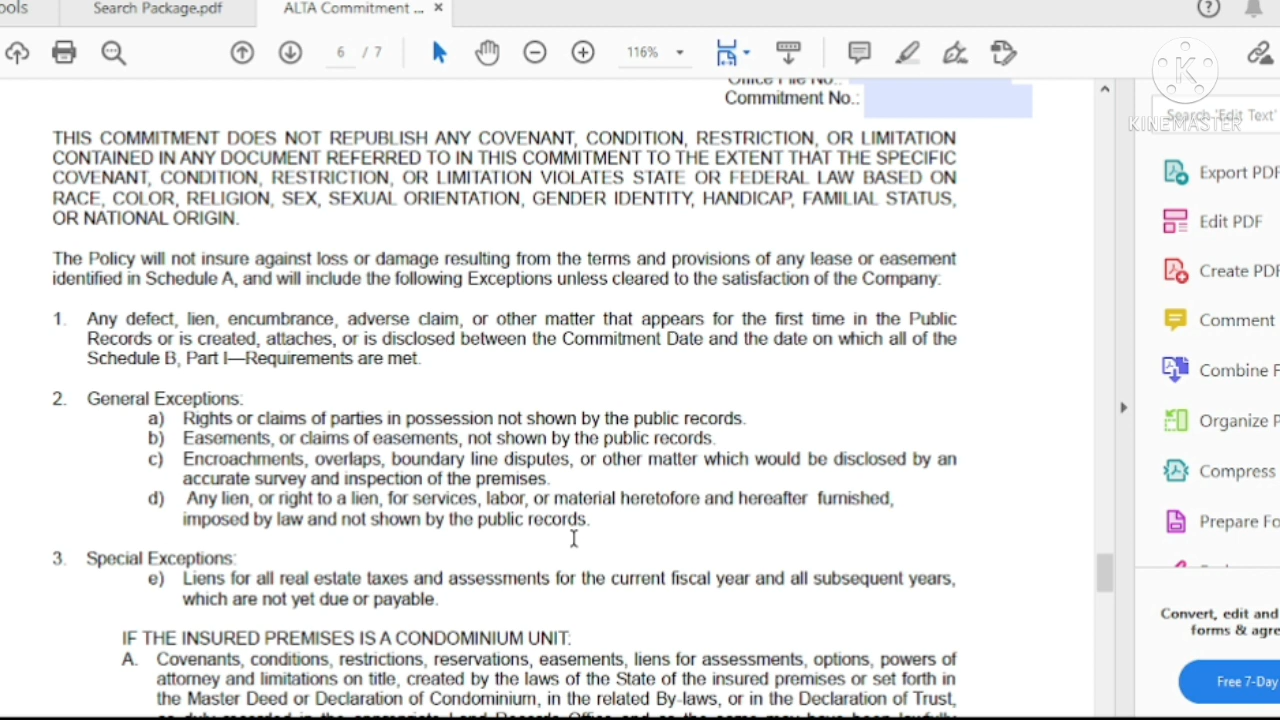 ools
Search Package.pdf
ALTA Commitment ...
6 / 7
116%
KINEMASTER
Search 'Edit Text'
Export PDF
Edit PDF
Create PDF
Comment
Combine F
Organize P
Compress
Prepare Fo
Convert, edit and
forms & agre
Free 7-Day
Office File No.:
Commitment No.:
THIS COMMITMENT DOES NOT REPUBLISH ANY COVENANT, CONDITION, RESTRICTION, OR LIMITATION
CONTAINED IN ANY DOCUMENT REFERRED TO IN THIS COMMITMENT TO THE EXTENT THAT THE SPECIFIC
COVENANT, CONDITION, RESTRICTION, OR LIMITATION VIOLATES STATE OR FEDERAL LAW BASED ON
RACE, COLOR, RELIGION, SEX, SEXUAL ORIENTATION, GENDER IDENTITY, HANDICAP, FAMILIAL STATUS,
OR NATIONAL ORIGIN.
The Policy will not insure against loss or damage resulting from the terms and provisions of any lease or easement
identified in Schedule A, and will include the following Exceptions unless cleared to the satisfaction of the Company:
1. Any defect, lien, encumbrance, adverse claim, or other matter that appears for the first time in the Public
Records or is created, attaches, or is disclosed between the Commitment Date and the date on which all of the
Schedule B, Part I—Requirements are met.
2. General Exceptions:
a) Rights or claims of parties in possession not shown by the public records.
b) Easements, or claims of easements, not shown by the public records.
c) Encroachments, overlaps, boundary line disputes, or other matter which would be disclosed by an
accurate survey and inspection of the premises.
d) Any lien, or right to a lien, for services, labor, or material heretofore and hereafter furnished,
imposed by law and not shown by the public records.
3. Special Exceptions:
e) Liens for all real estate taxes and assessments for the current fiscal year and all subsequent years,
which are not yet due or payable.
IF THE INSURED PREMISES IS A CONDOMINIUM UNIT:
A. Covenants, conditions, restrictions, reservations, easements, liens for assessments, options, powers of
attorney and limitations on title, created by the laws of the State of the insured premises or set forth in
the Master Deed or Declaration of Condominium, in the related By-laws, or in the Declaration of Trust,